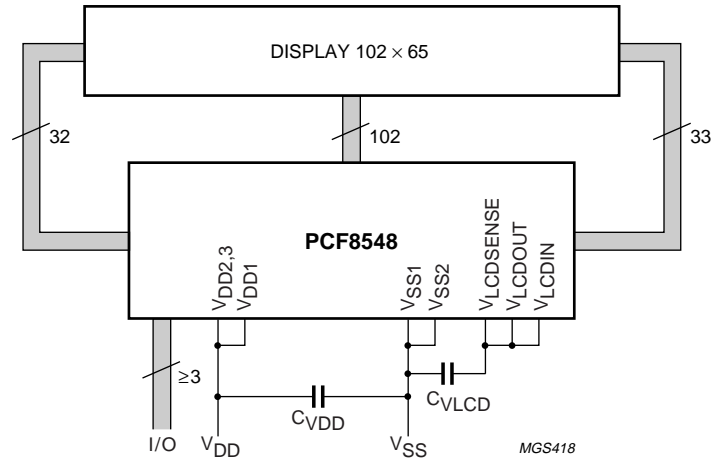 DISPLAY 102 × 65
32
102
33
PCF8548
VDD2,3
VDD1
VSS1
VSS2
VLCDSENSE
VLCDOUT
VLCDIN
≥3
CVDD
CVLCD
I/O
VDD
VSS
MGS418